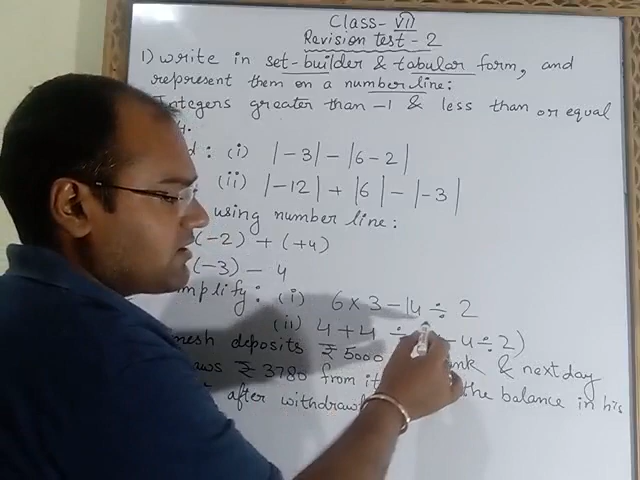 Class- VII
Revision test - 2
1) write in set-builder & tabular form, and
represent them on a number line:
Integers greater than -1 & less than or equal
4.
d: (i) |-3| - |6-2|
(ii) |-12| + |6| - |-3|
using number line:
(-2) + (+4)
(-3) - 4
mplify: (i) 6 x 3 - 14 ÷ 2
(ii) 4 + 4 ÷ - 4 ÷ 2)
mesh deposits ₹ 5000 nk & next day
aws ₹ 3780 from it the balance in his
after withdraw